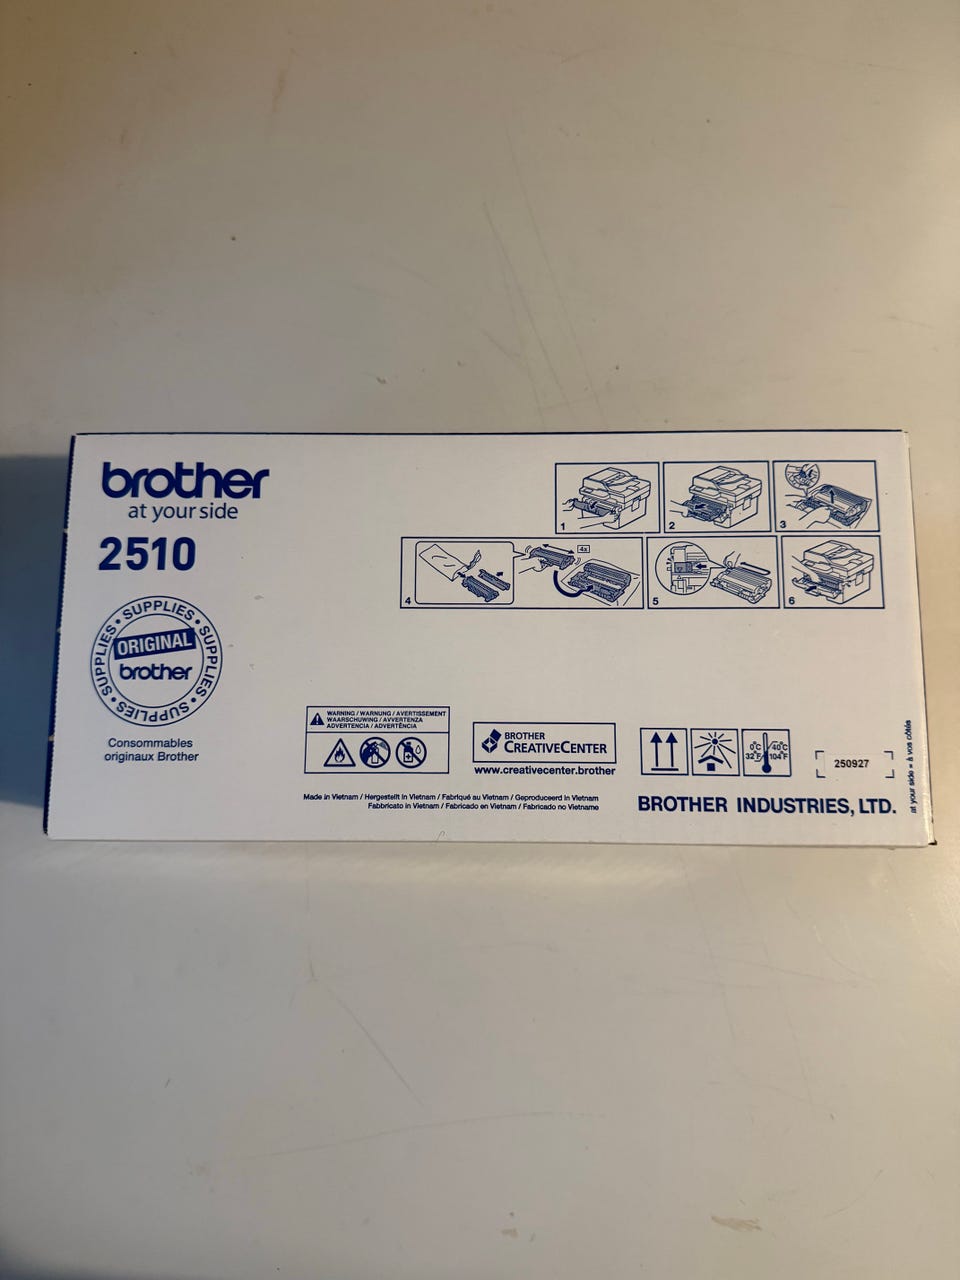 brother
at your side
2510
SUPPLIES • SUPPLIES • SUPPLIES • SUPPLIES •
ORIGINAL
brother
Consommables
originaux Brother
1
2
3
4
4x
5
6
WARNING / WARNUNG / AVERTISSEMENT
WAARSCHUWING / AVVERTENZA
ADVERTENCIA / ADVERTÊNCIA
BROTHER
CREATIVECENTER
www.creativecenter.brother
0°C
32°F
40°C
104°F
250927
Made in Vietnam / Hergestellt in Vietnam / Fabriqué au Vietnam / Geproduceerd in Vietnam
Fabbricato in Vietnam / Fabricado en Vietnam / Fabricado no Vietname
BROTHER INDUSTRIES, LTD.
at your side = à vos côtés